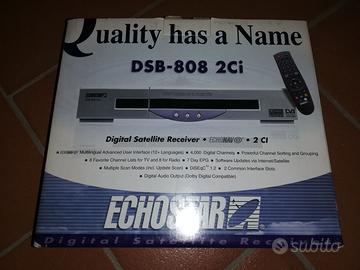 Quality has a Name
DSB-808 2Ci
ECHOSTAR
Digital Satellite Receiver • ECHONAV • 2 CI
Multilingual Advanced User Interface (12+ Languages) • 4,000 Digital Channels • Powerful Channel Sorting and Grouping
• 8 Favorite Channel Lists for TV and 8 for Radio • 7 Day EPG • Software Updates via Internet/Satellite
Multiple Scan Modes (incl. Update Scan) • DiSEqC 1.2 • 2 Common Interface Slots
Digital Audio Output (Dolby Digital Compatible)
ECHOSTAR
Digital Satellite Rece
subito